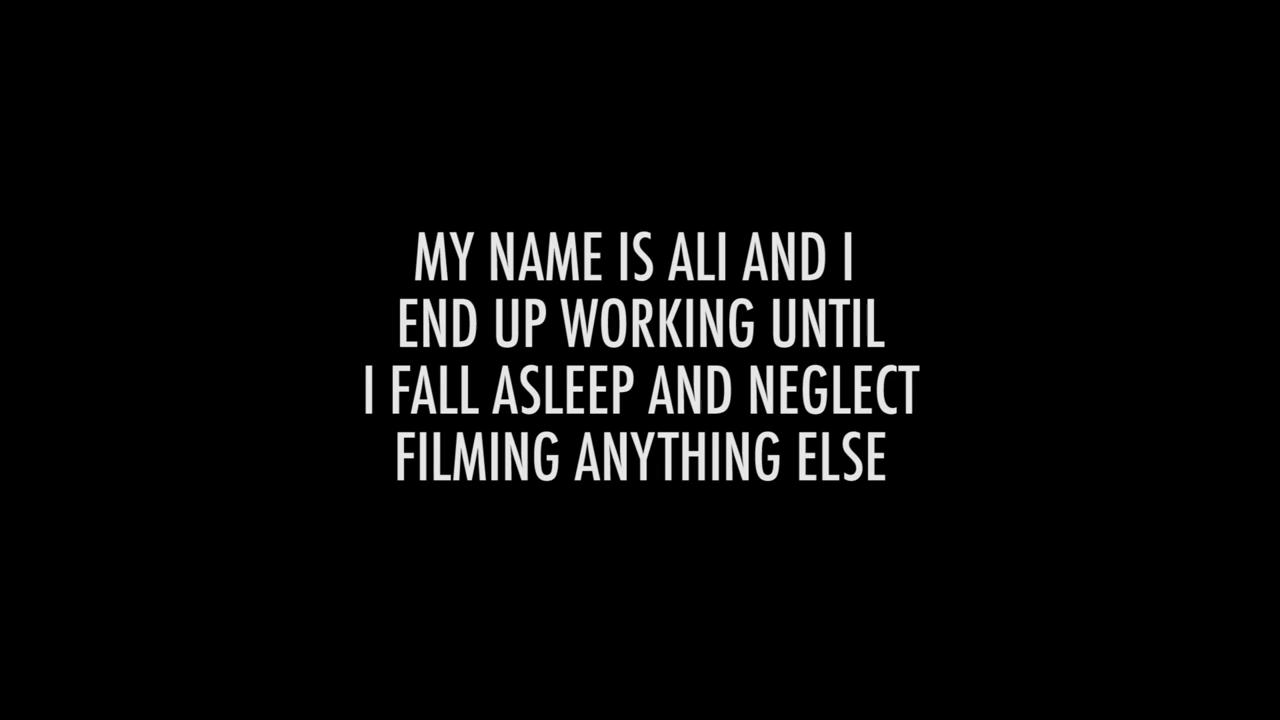 MY NAME IS ALI AND I
END UP WORKING UNTIL
I FALL ASLEEP AND NEGLECT
FILMING ANYTHING ELSE